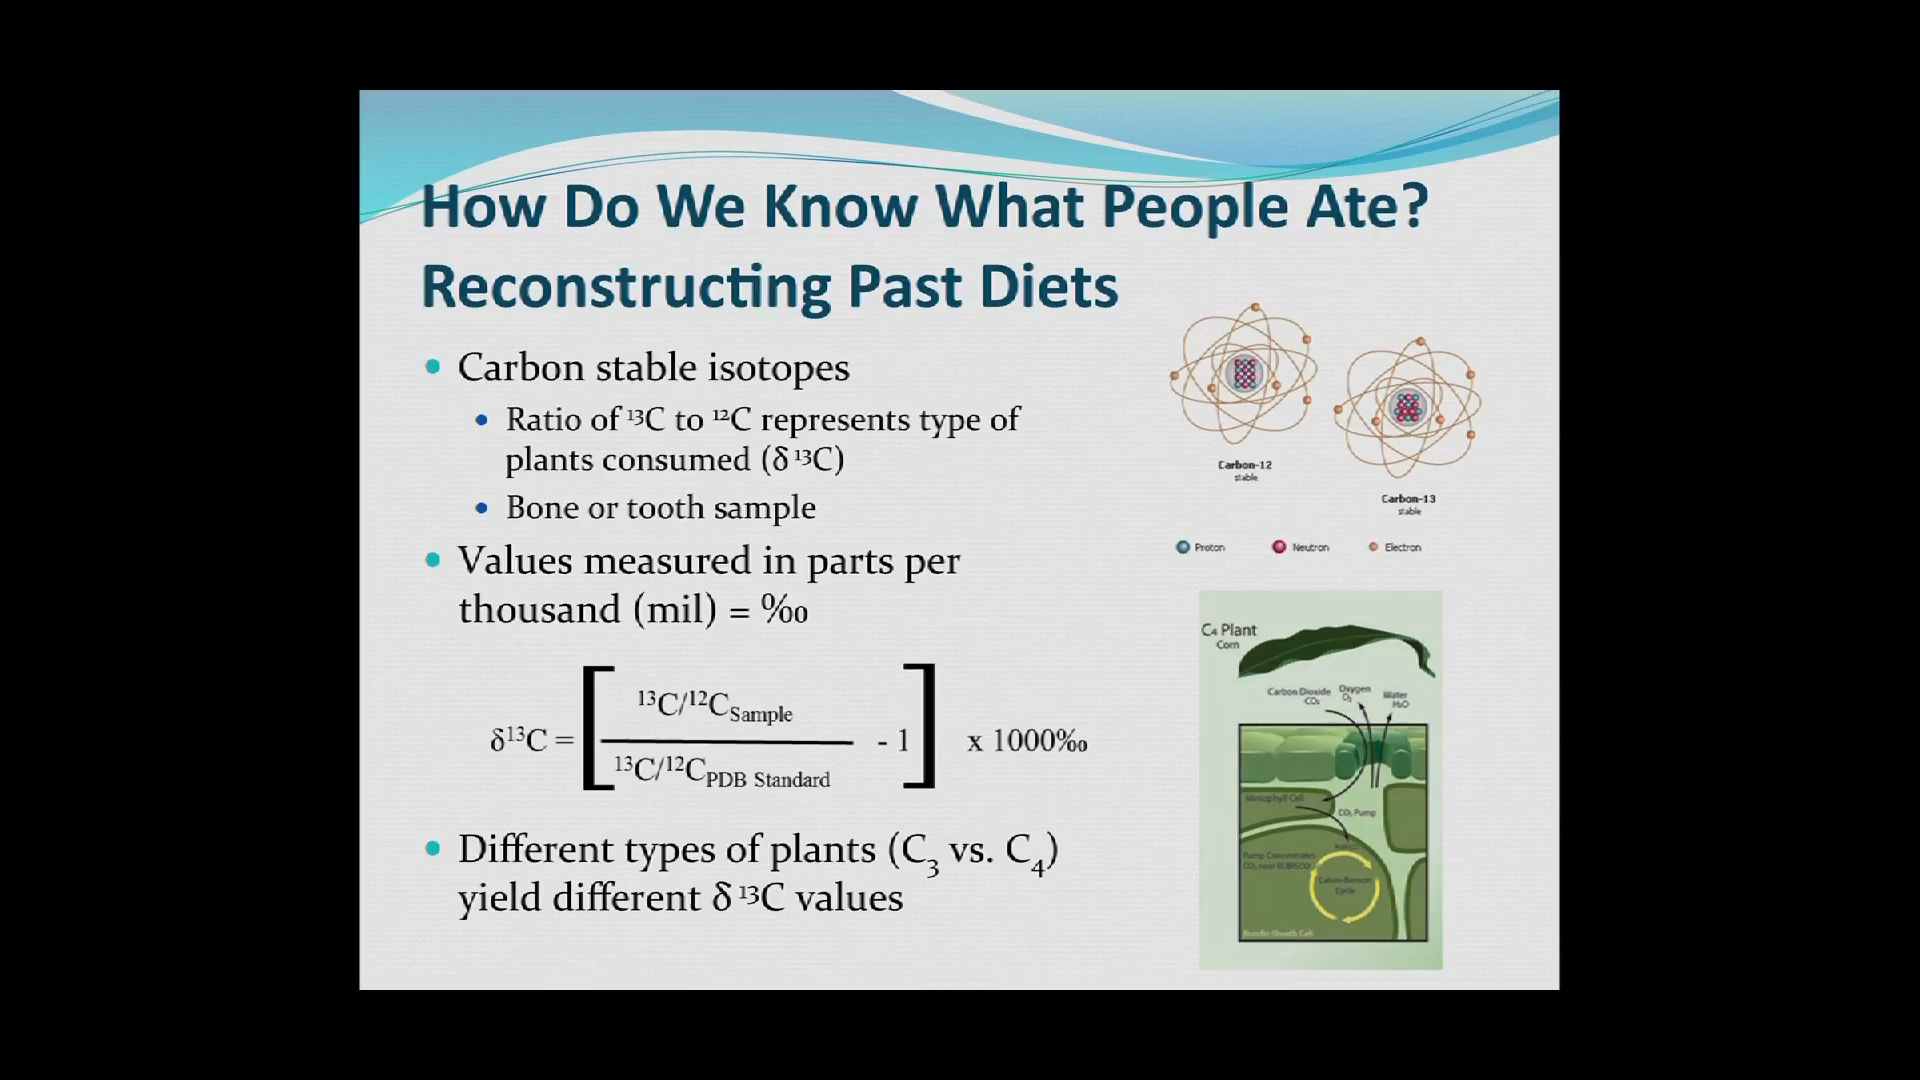 How Do We Know What People Ate?
Reconstructing Past Diets
• Carbon stable isotopes
• Ratio of ¹³C to ¹²C represents type of
plants consumed (δ ¹³C)
• Bone or tooth sample
• Values measured in parts per
thousand (mil) = ‰
δ¹³C = [ ¹³C/¹²C Sample / ¹³C/¹²C PDB Standard - 1 ] x 1000‰
• Different types of plants (C₃ vs. C₄)
yield different δ ¹³C values
Carbon-12
stable
Carbon-13
stable
Proton Neutron Electron
C₄ Plant
Corn
Carbon Dioxide Oxygen Water
CO₂ O₂ H₂O
Mesophyll Cell
CO₂ Pump
Pump Concentrates
CO₂ near RUBISCO
Calvin-Benson
Cycle
Bundle-Sheath Cell